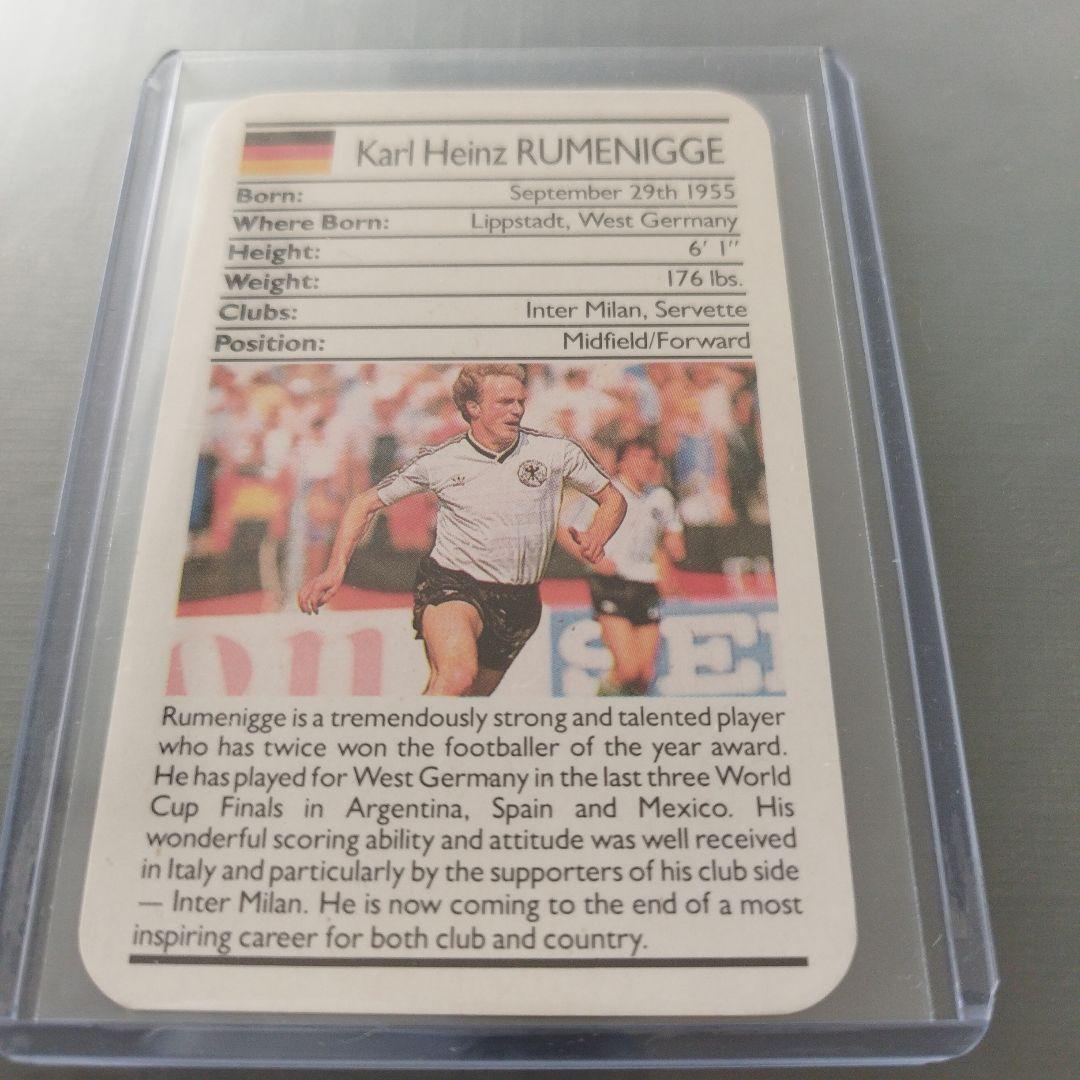 Karl Heinz RUMENIGGE
Born: September 29th 1955
Where Born: Lippstadt, West Germany
Height: 6' 1"
Weight: 176 lbs.
Clubs: Inter Milan, Servette
Position: Midfield/Forward
on SEI
Rumenigge is a tremendously strong and talented player
who has twice won the footballer of the year award.
He has played for West Germany in the last three World
Cup Finals in Argentina, Spain and Mexico. His
wonderful scoring ability and attitude was well received
in Italy and particularly by the supporters of his club side
— Inter Milan. He is now coming to the end of a most
inspiring career for both club and country.